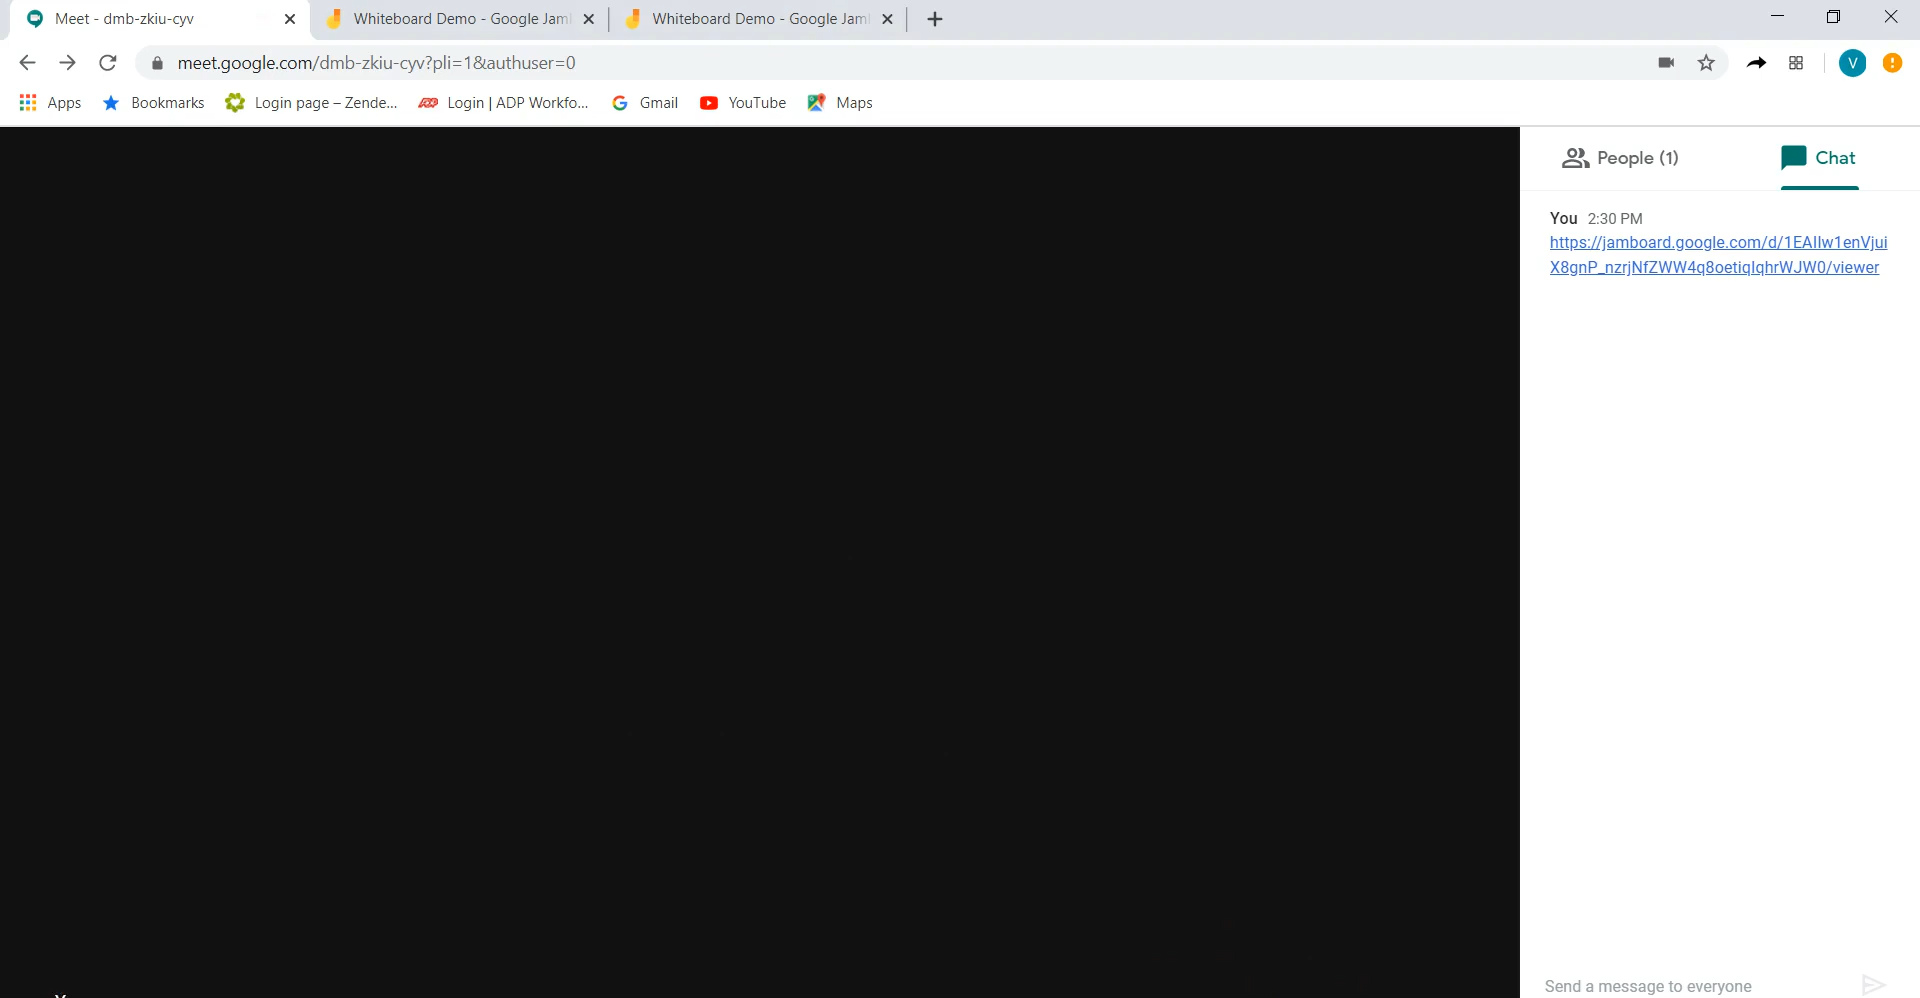 Meet - dmb-zkiu-cyv
Whiteboard Demo - Google Jam
Whiteboard Demo - Google Jam
meet.google.com/dmb-zkiu-cyv?pli=1&authuser=0
V
Apps
Bookmarks
Login page – Zende...
Login | ADP Workfo...
Gmail
YouTube
Maps
People (1)
Chat
You 2:30 PM
https://jamboard.google.com/d/1EAIlw1enVjui
X8gnP_nzrjNfZWW4q8oetiqIqhrWJW0/viewer
Send a message to everyone